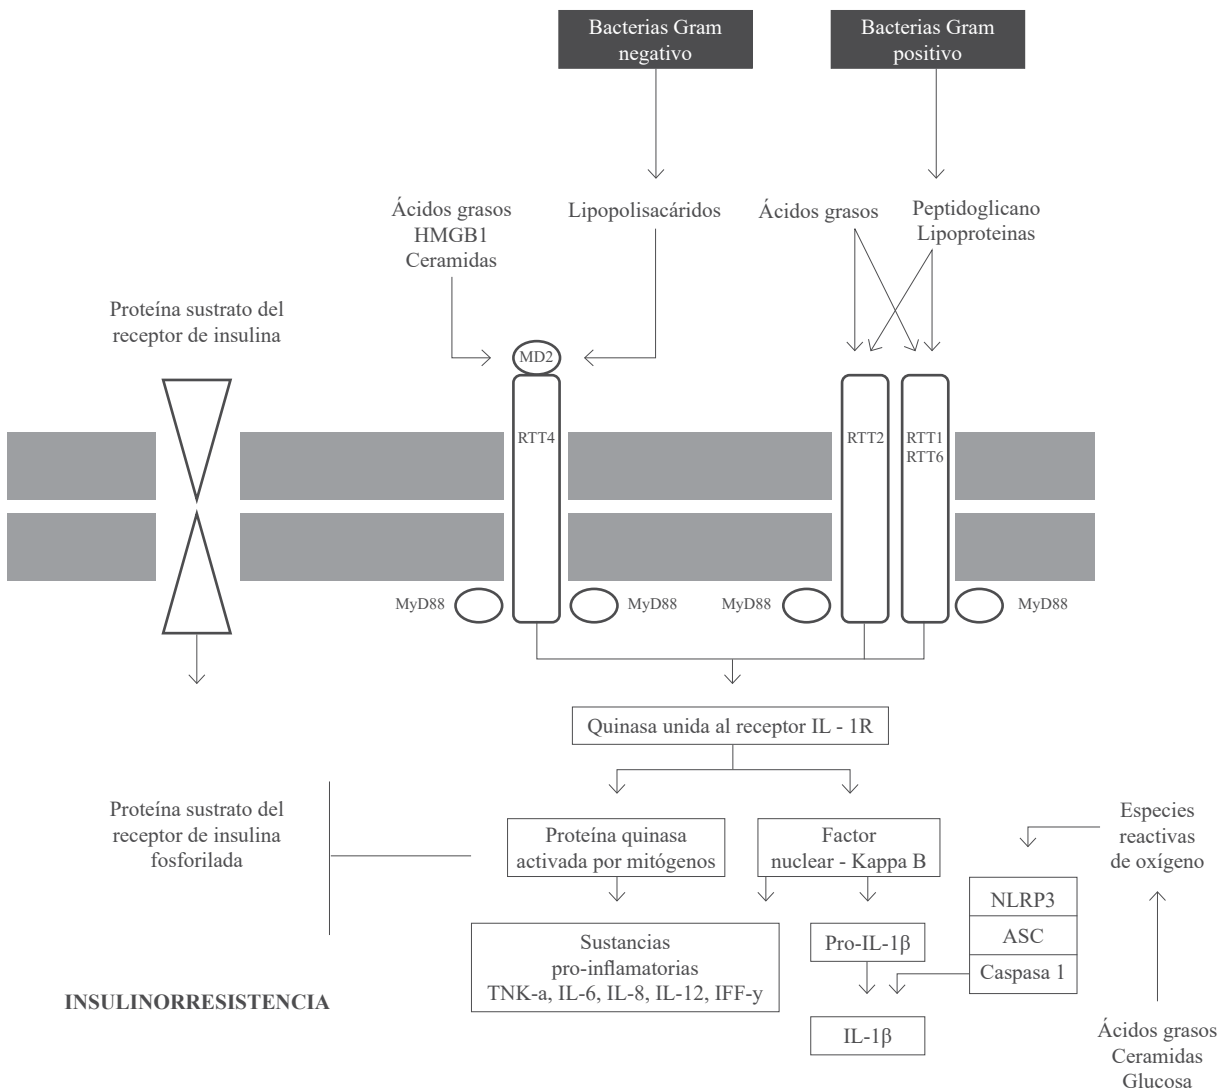 Bacterias Gram
negativo
Bacterias Gram
positivo
Ácidos grasos
HMGB1
Ceramidas
Lipopolisacáridos
Ácidos grasos
Peptidoglicano
Lipoproteinas
Proteína sustrato del
receptor de insulina
MD2
RTT4
RTT2
RTT1
RTT6
MyD88
MyD88
MyD88
MyD88
Quinasa unida al receptor IL - 1R
Proteína sustrato del
receptor de insulina
fosforilada
Proteína quinasa
activada por mitógenos
Factor
nuclear - Kappa B
Especies
reactivas
de oxígeno
NLRP3
ASC
Caspasa 1
Sustancias
pro-inflamatorias
TNK-a, IL-6, IL-8, IL-12, IFF-y
Pro-IL-1β
IL-1β
INSULINORRESISTENCIA
Ácidos grasos
Ceramidas
Glucosa